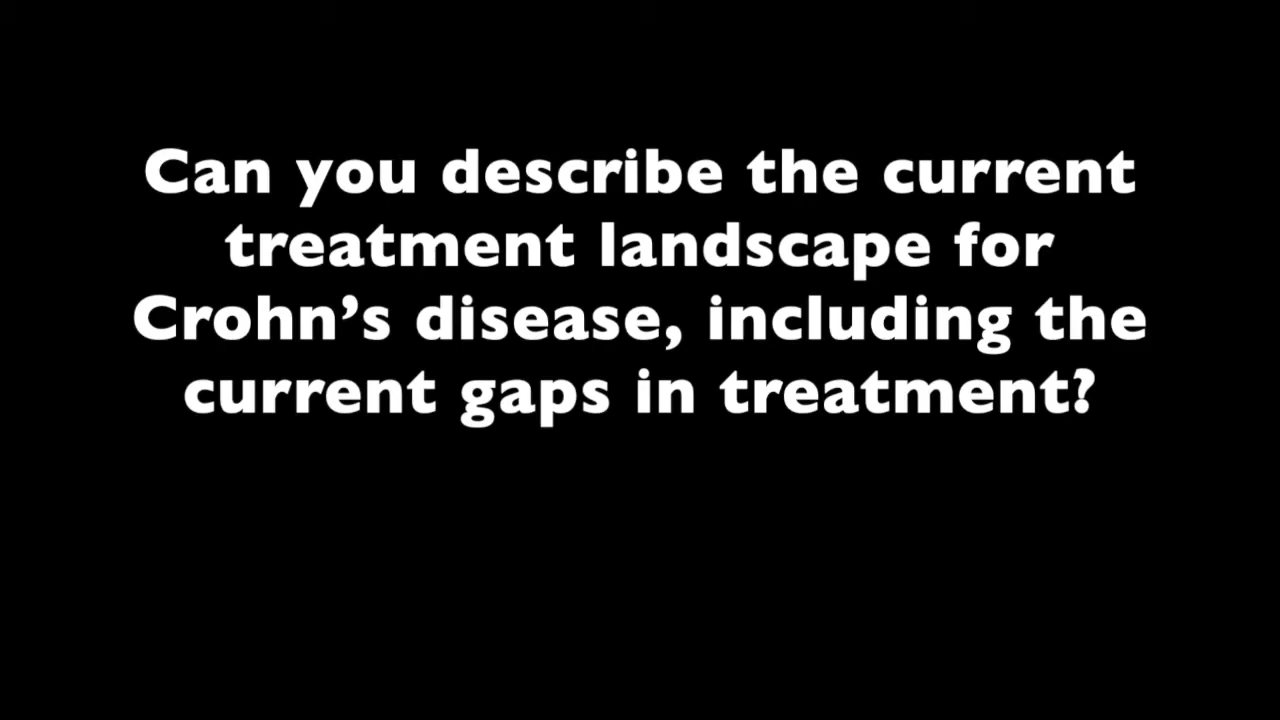 Can you describe the current
treatment landscape for
Crohn’s disease, including the
current gaps in treatment?